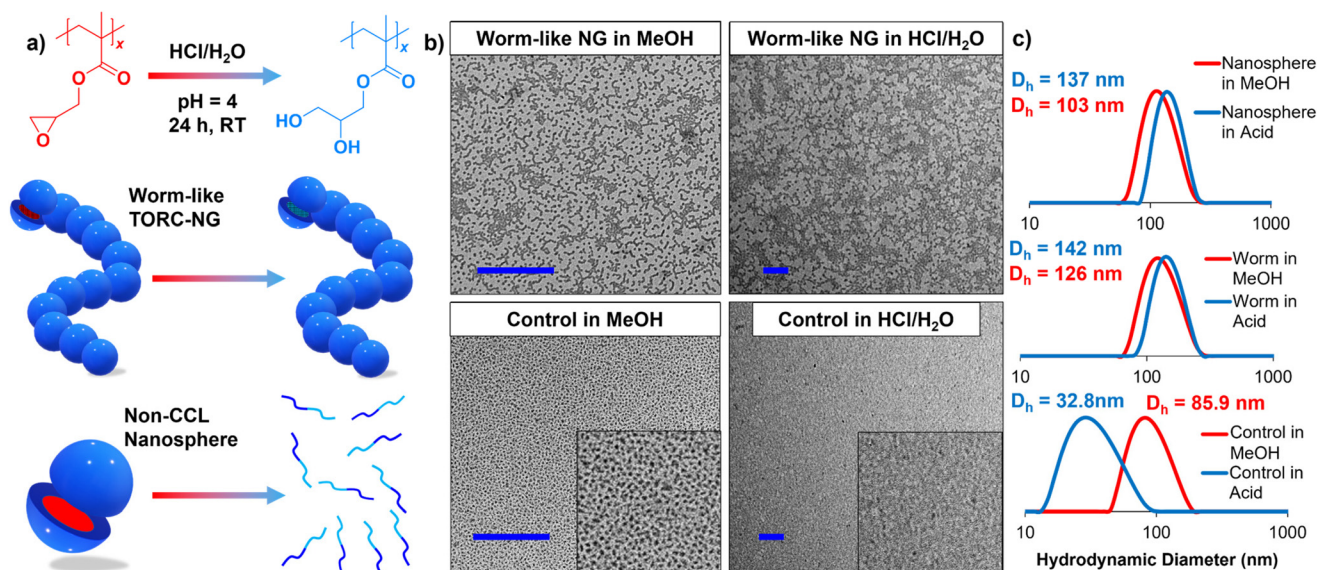 a)
x
HCl/H₂O
x
O
O
O
pH = 4
24 h, RT
O
O
HO
OH
Worm-like
TORC-NG
Non-CCL
Nanosphere
b)
Worm-like NG in MeOH
Worm-like NG in HCl/H₂O
Control in MeOH
Control in HCl/H₂O
c)
Dₕ = 137 nm
Dₕ = 103 nm
Nanosphere
in MeOH
Nanosphere
in Acid
10 100 1000
Dₕ = 142 nm
Dₕ = 126 nm
Worm in
MeOH
Worm in
Acid
10 100 1000
Dₕ = 32.8nm Dₕ = 85.9 nm
Control in
MeOH
Control in
Acid
10 100 1000
Hydrodynamic Diameter (nm)